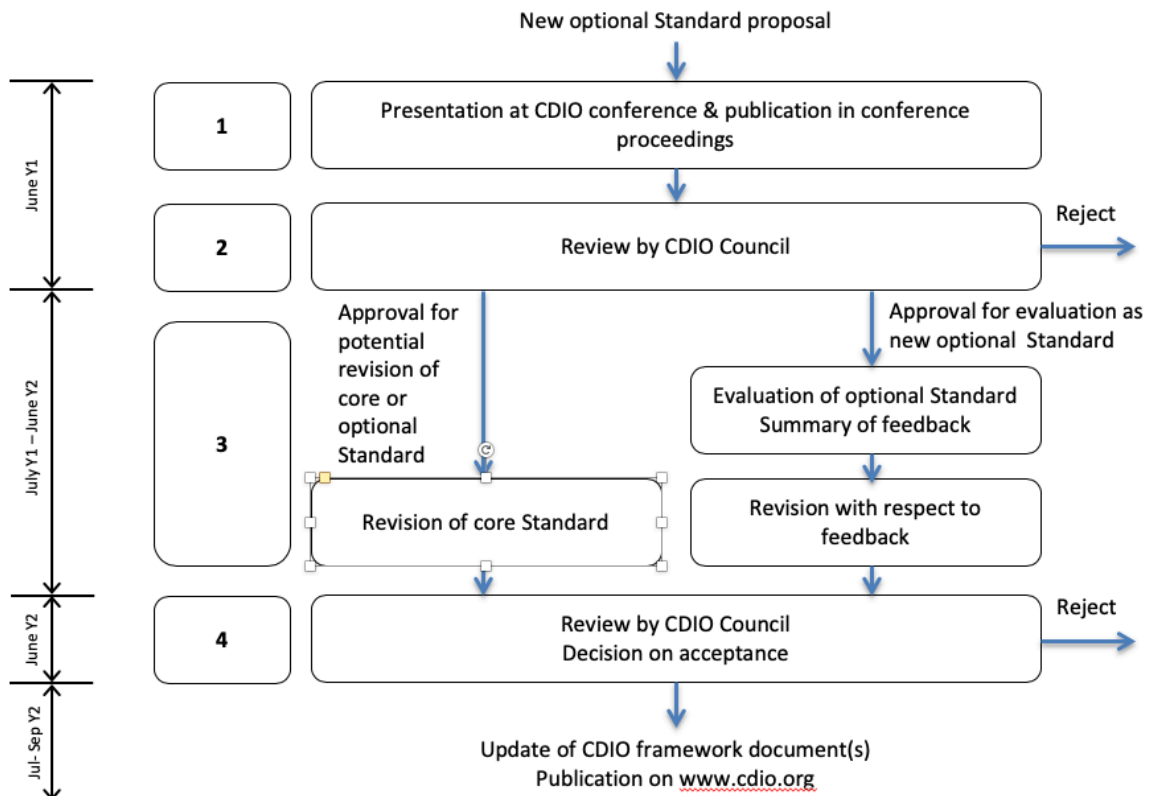 New optional Standard proposal
June Y1
1
Presentation at CDIO conference & publication in conference
proceedings
2
Review by CDIO Council
Reject
July Y1 – June Y2
3
Approval for
potential
revision of
core or
optional
Standard
Approval for evaluation as
new optional  Standard
Evaluation of optional Standard
Summary of feedback
Revision of core Standard
Revision with respect to
feedback
June Y2
4
Review by CDIO Council
Decision on acceptance
Reject
Jul- Sep Y2
Update of CDIO framework document(s)
Publication on www.cdio.org